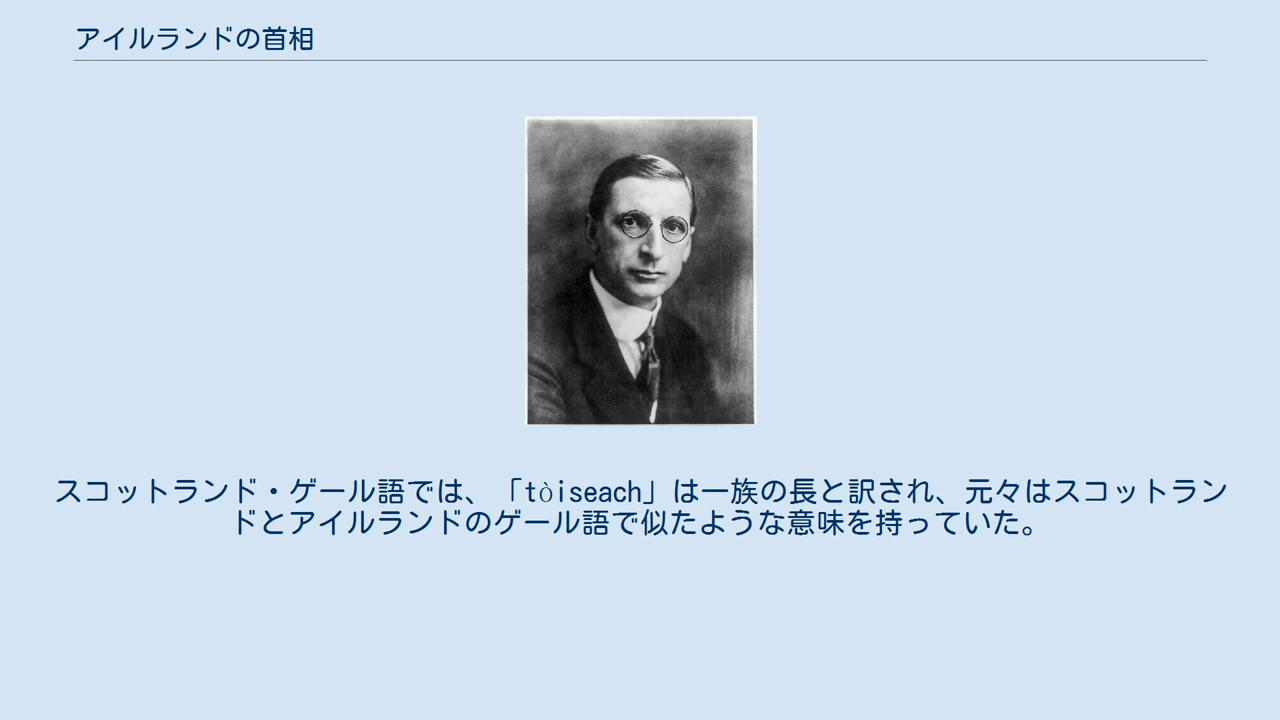 アイルランドの首相
スコットランド・ゲール語では、「tòiseach」は一族の長と訳され、元々はスコットラン
ドとアイルランドのゲール語で似たような意味を持っていた。